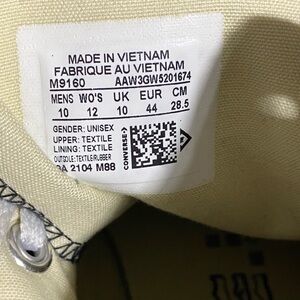 MADE IN VIETNAM
FABRIQUE AU VIETNAM
M9160 AAW3GW5201674
MENS WO'S UK EUR CM
10 12 10 44 28.5
GENDER: UNISEX
UPPER: TEXTILE
LINING: TEXTILE
OUTSOLE: TEXTILE/RUBBER
2104 M88
CONVERSE